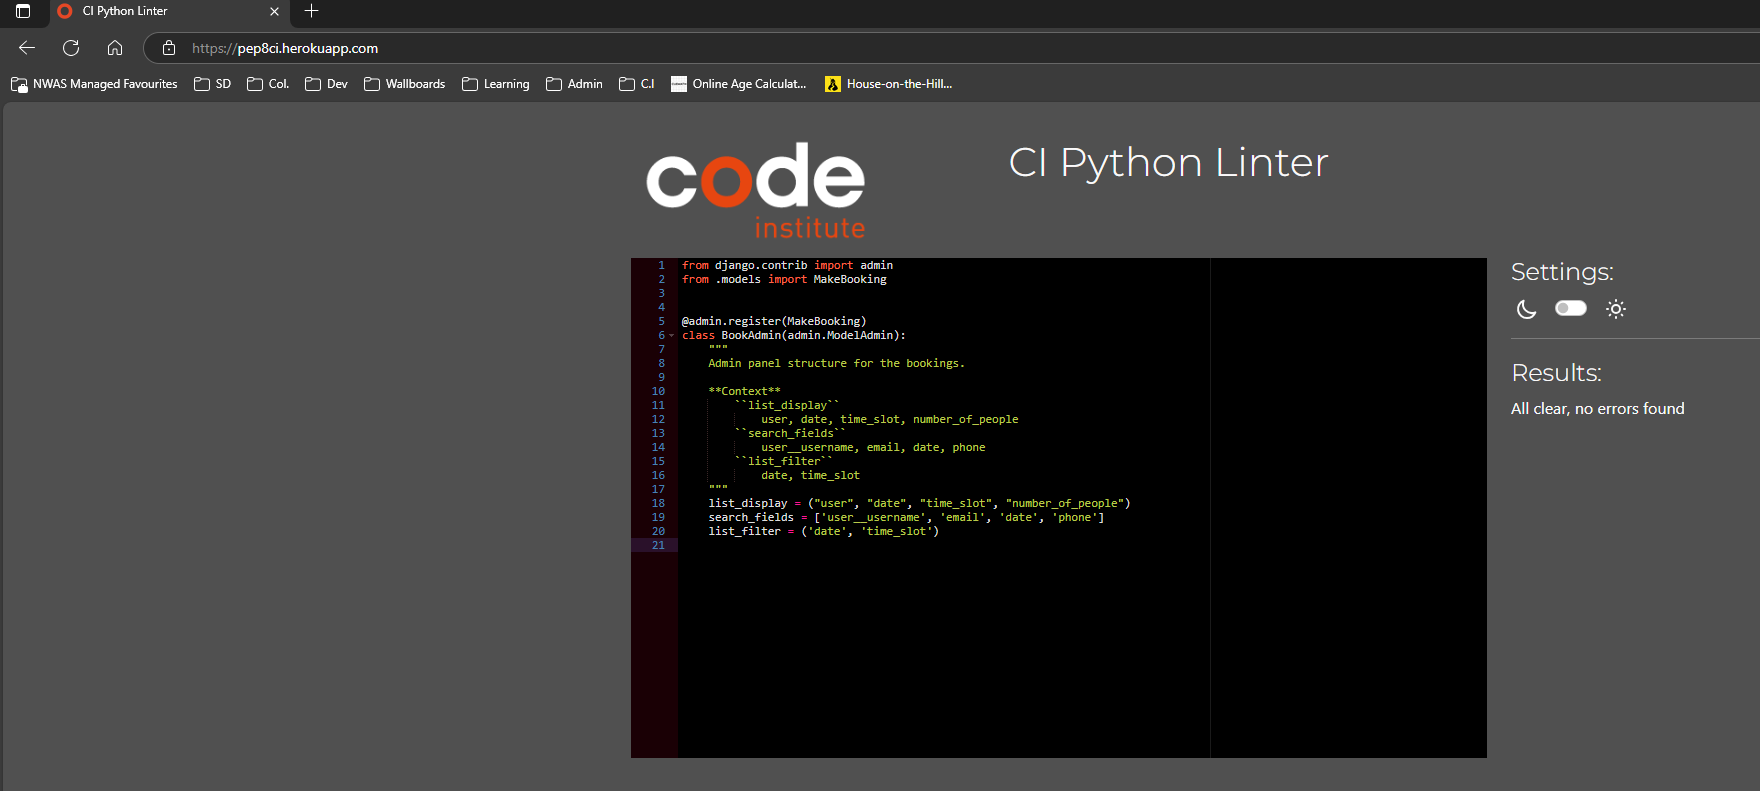 CI Python Linter
https://pep8ci.herokuapp.com
NWAS Managed Favourites SD Col. Dev Wallboards Learning Admin C.I Online Age Calculat... House-on-the-Hill...
code
institute
CI Python Linter
1 from django.contrib import admin
2 from .models import MakeBooking
3
4
5 @admin.register(MakeBooking)
6 class BookAdmin(admin.ModelAdmin):
7     """
8     Admin panel structure for the bookings.
9
10     **Context**
11         ``list_display``
12             user, date, time_slot, number_of_people
13         ``search_fields``
14             user__username, email, date, phone
15         ``list_filter``
16             date, time_slot
17     """
18     list_display = ("user", "date", "time_slot", "number_of_people")
19     search_fields = ['user__username', 'email', 'date', 'phone']
20     list_filter = ('date', 'time_slot')
21
Settings:
Results:
All clear, no errors found